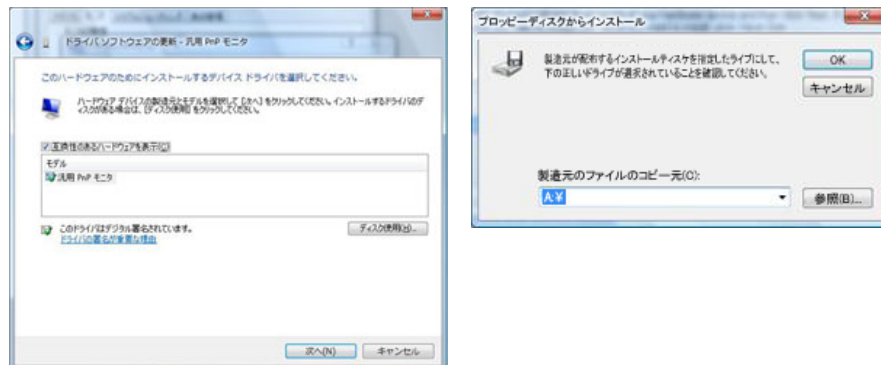 ドライバ ソフトウェアの更新 - 汎用 PnP モニタ
このハードウェアのためにインストールするデバイス ドライバを選択してください。
ハードウェア デバイスの製造元とモデルを選択して [次へ] をクリックしてください。インストールするドライバのデ
ィスクがある場合は、[ディスク使用] をクリックしてください。
互換性のあるハードウェアを表示(C)
モデル
汎用 PnP モニタ
このドライバはデジタル署名されています。
ドライバの署名が重要な理由
ディスク使用(H)...
次へ(N)
キャンセル
プロッピーディスクからインストール
製造元が配布するインストールディスケを指定したライブにして、
下の正しいドライブが選択されていることを確認してください。
OK
キャンセル
製造元のファイルのコピー元(C):
A:¥
参照(B)...